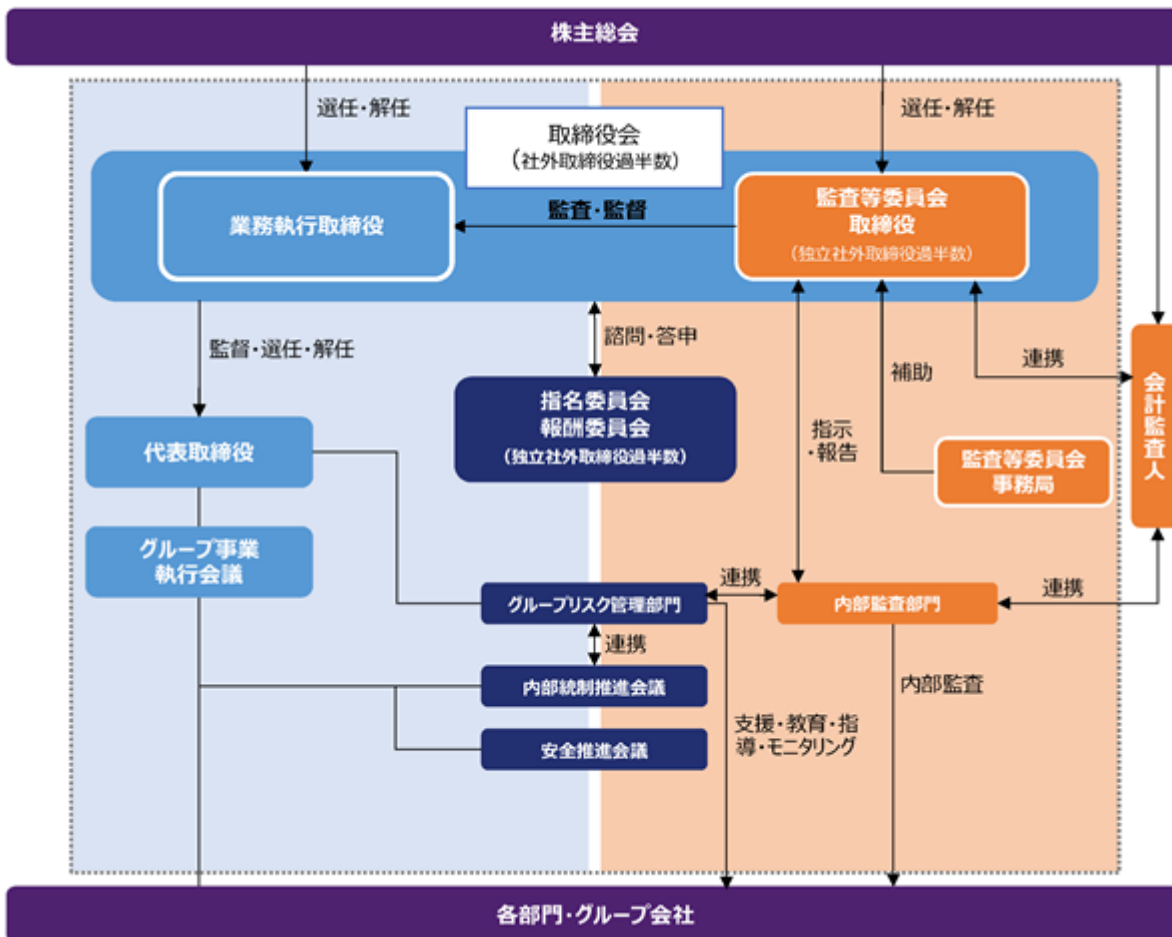 株主総会
選任・解任
選任・解任
取締役会
（社外取締役過半数）
業務執行取締役
監査・監督
監査等委員会
取締役
（独立社外取締役過半数）
監督・選任・解任
諮問・答申
補助
連携
会計監査人
指名委員会
報酬委員会
（独立社外取締役過半数）
代表取締役
指示
・報告
監査等委員会
事務局
グループ事業
執行会議
グループリスク管理部門
連携
内部監査部門
連携
連携
内部統制推進会議
内部監査
安全推進会議
支援・教育・指
導・モニタリング
各部門・グループ会社